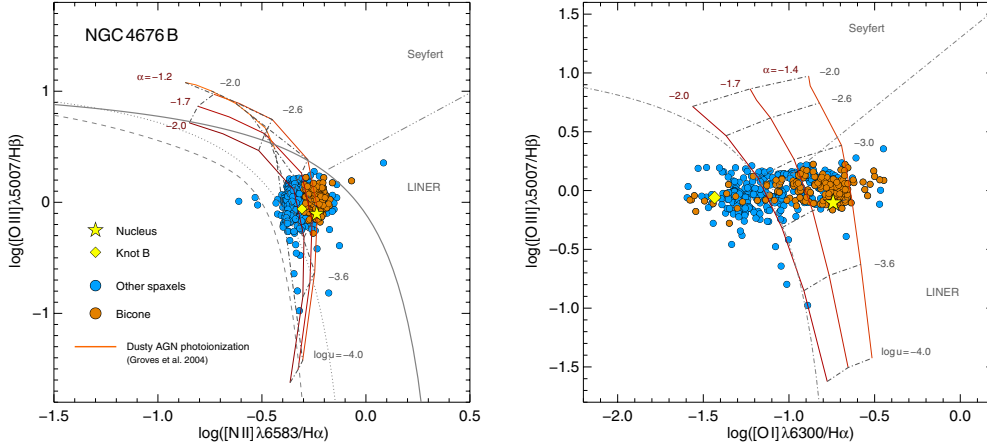 NGC 4676 B
Seyfert
α=−1.2
−2.0
−1.7
−2.6
−2.0
LINER
Nucleus
Knot B
Other spaxels
−3.6
Bicone
Dusty AGN photoionization
(Groves et al. 2004)
log u=−4.0
1
0
−1
log([OIII]λ5007/Hβ)
−1.5
−1.0
−0.5
0.0
0.5
log([NII]λ6583/Hα)
Seyfert
α=−1.4
−2.0
−1.7
−2.0
−2.6
−3.0
−3.6
LINER
log u=−4.0
1.5
1.0
0.5
0.0
−0.5
−1.0
−1.5
log([OIII]λ5007/Hβ)
−2.0
−1.5
−1.0
−0.5
0.0
log([OI]λ6300/Hα)